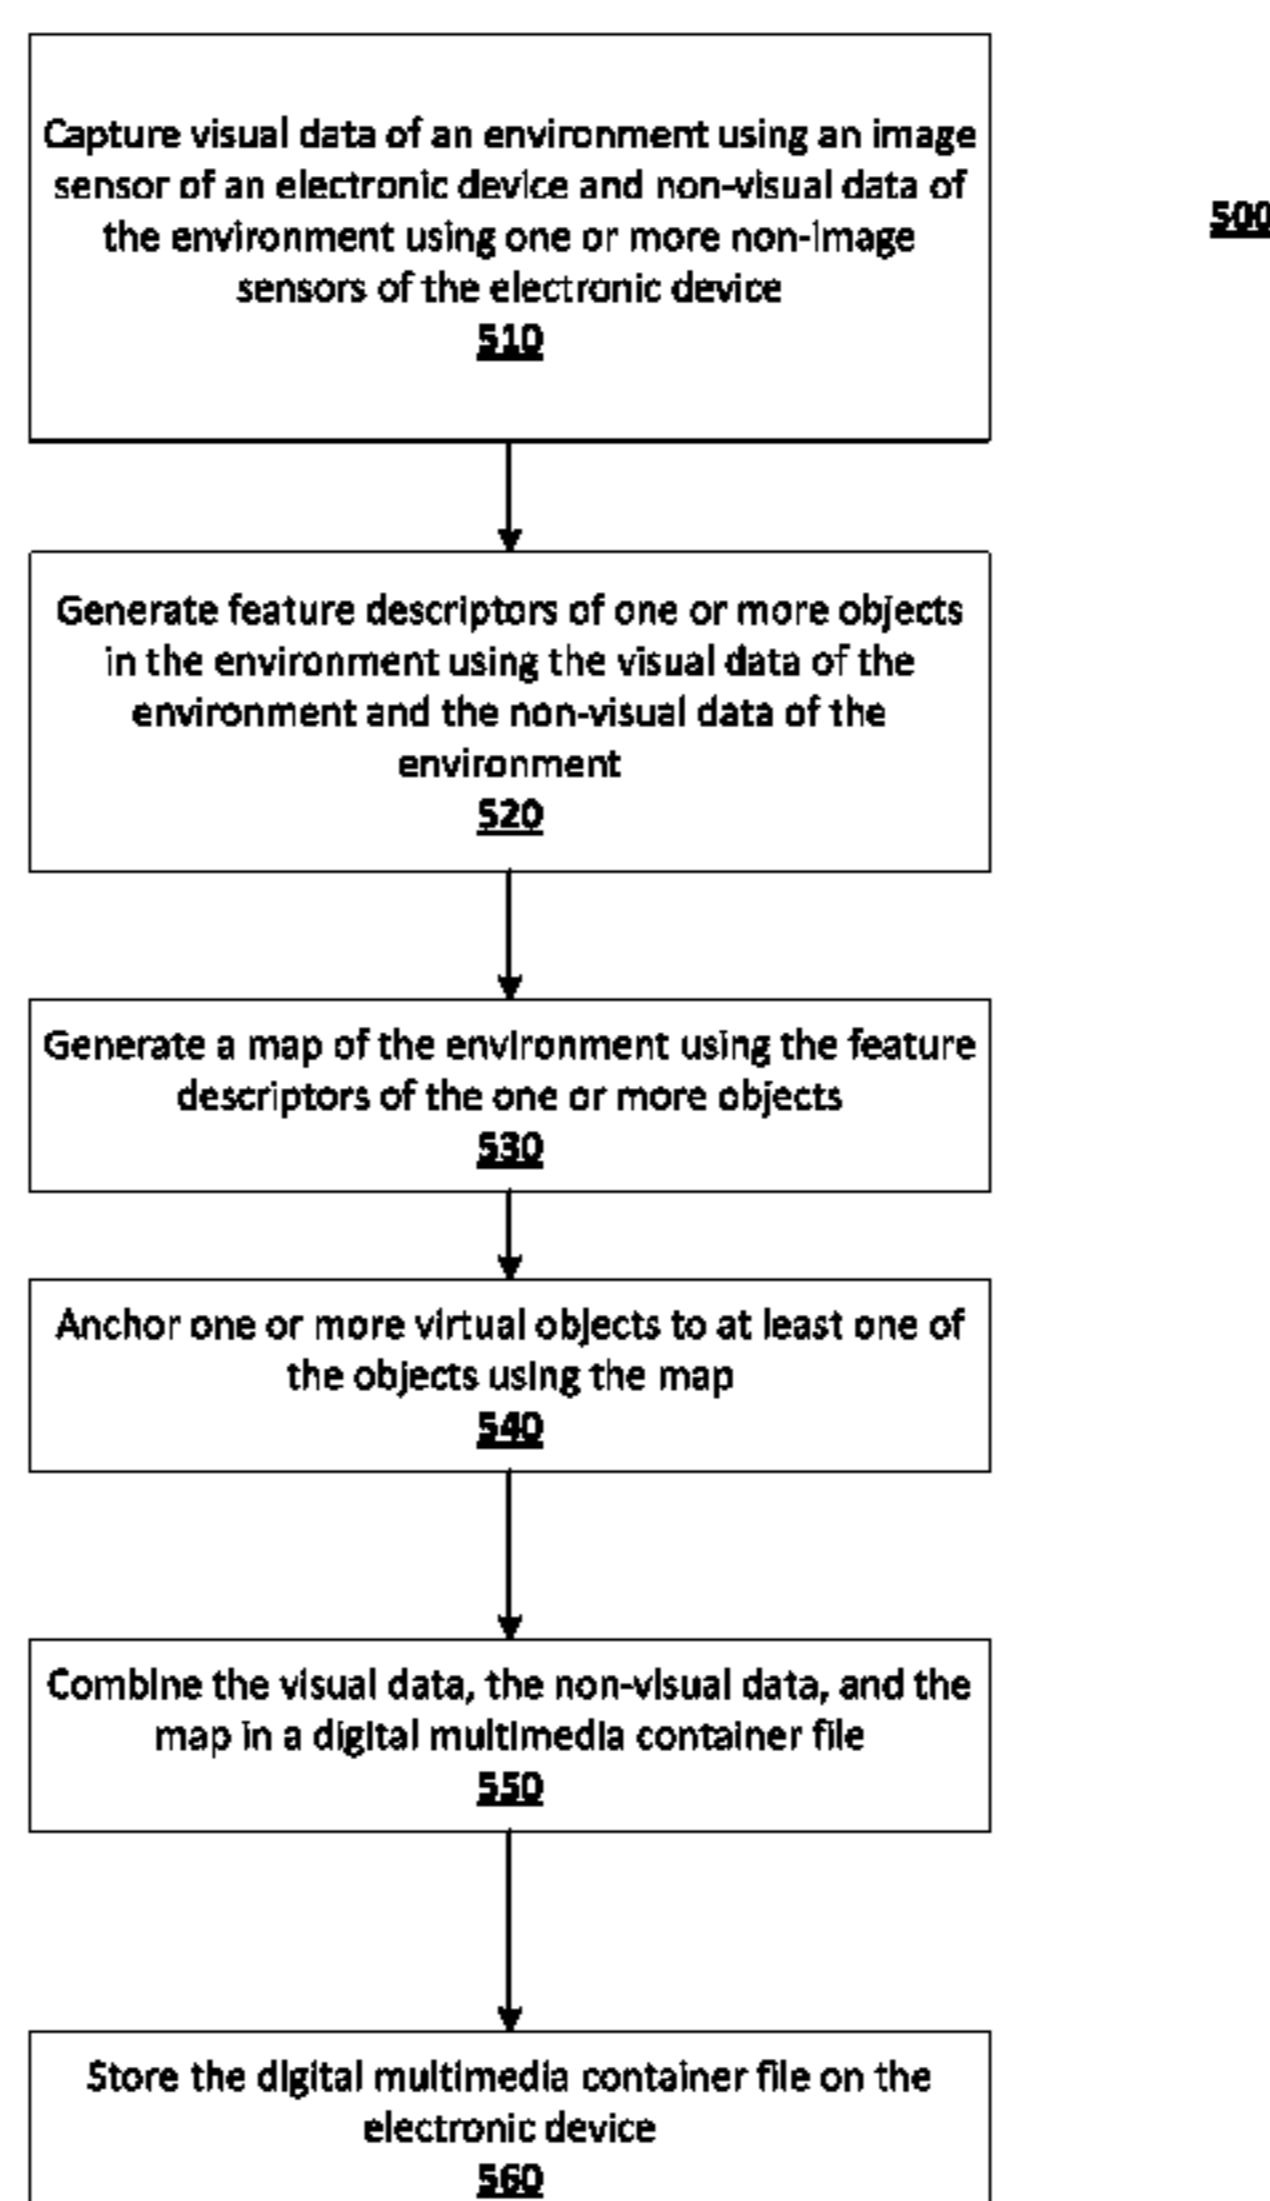 Capture visual data of an environment using an image
sensor of an electronic device and non-visual data of
the environment using one or more non-image
sensors of the electronic device
510
500
Generate feature descriptors of one or more objects
in the environment using the visual data of the
environment and the non-visual data of the
environment
520
Generate a map of the environment using the feature
descriptors of the one or more objects
530
Anchor one or more virtual objects to at least one of
the objects using the map
540
Combine the visual data, the non-visual data, and the
map in a digital multimedia container file
550
Store the digital multimedia container file on the
electronic device
560